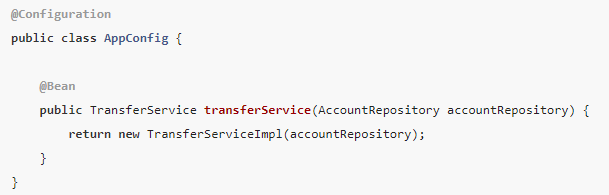 @Configuration
public class AppConfig {
@Bean
public TransferService transferService(AccountRepository accountRepository) {
return new TransferServiceImpl(accountRepository);
}
}